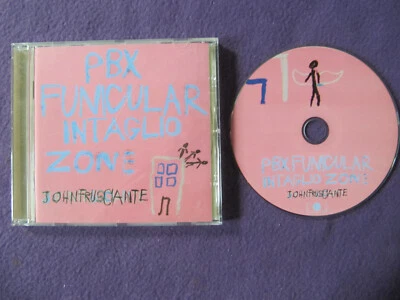 PBX
FUNICULAR
INTAGLIO
ZONE
JOHNFRUSCIANTE
PBX FUNICULAR
INTAGLIO ZONE
JOHNFRUSCIANTE